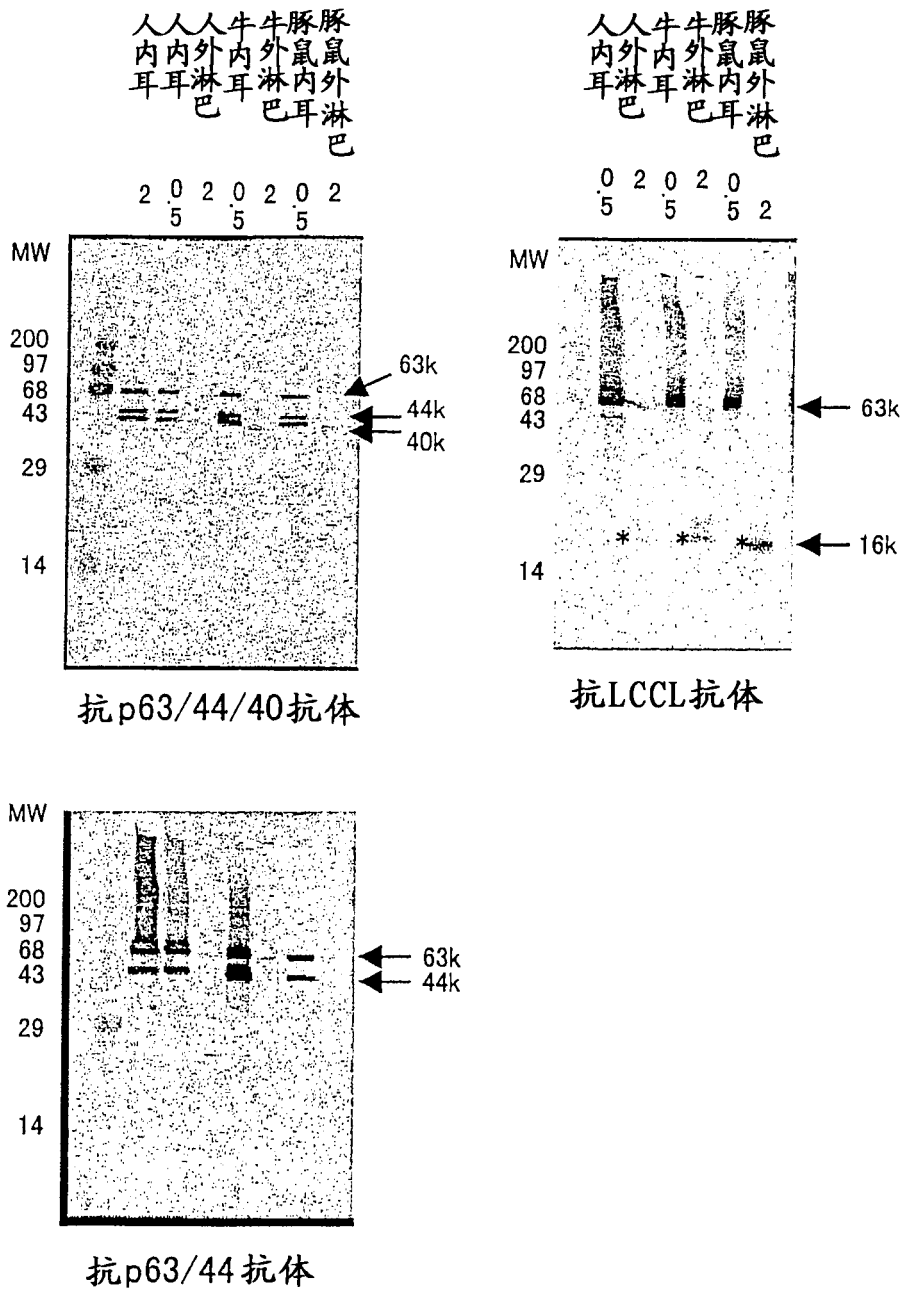 人内耳
人内耳
人外淋巴
牛内耳
牛外淋巴
豚鼠内耳
豚鼠外淋巴
2
0.5
2
0.5
2
0.5
2
MW
200
97
68
43
29
14
63k
44k
40k
抗p63/44/40抗体
人内耳
人外淋巴
牛内耳
牛外淋巴
豚鼠内耳
豚鼠外淋巴
0.5
2
0.5
2
0.5
2
MW
200
97
68
43
29
14
63k
*
*
*
16k
抗LCCL抗体
MW
200
97
68
43
29
14
63k
44k
抗p63/44抗体